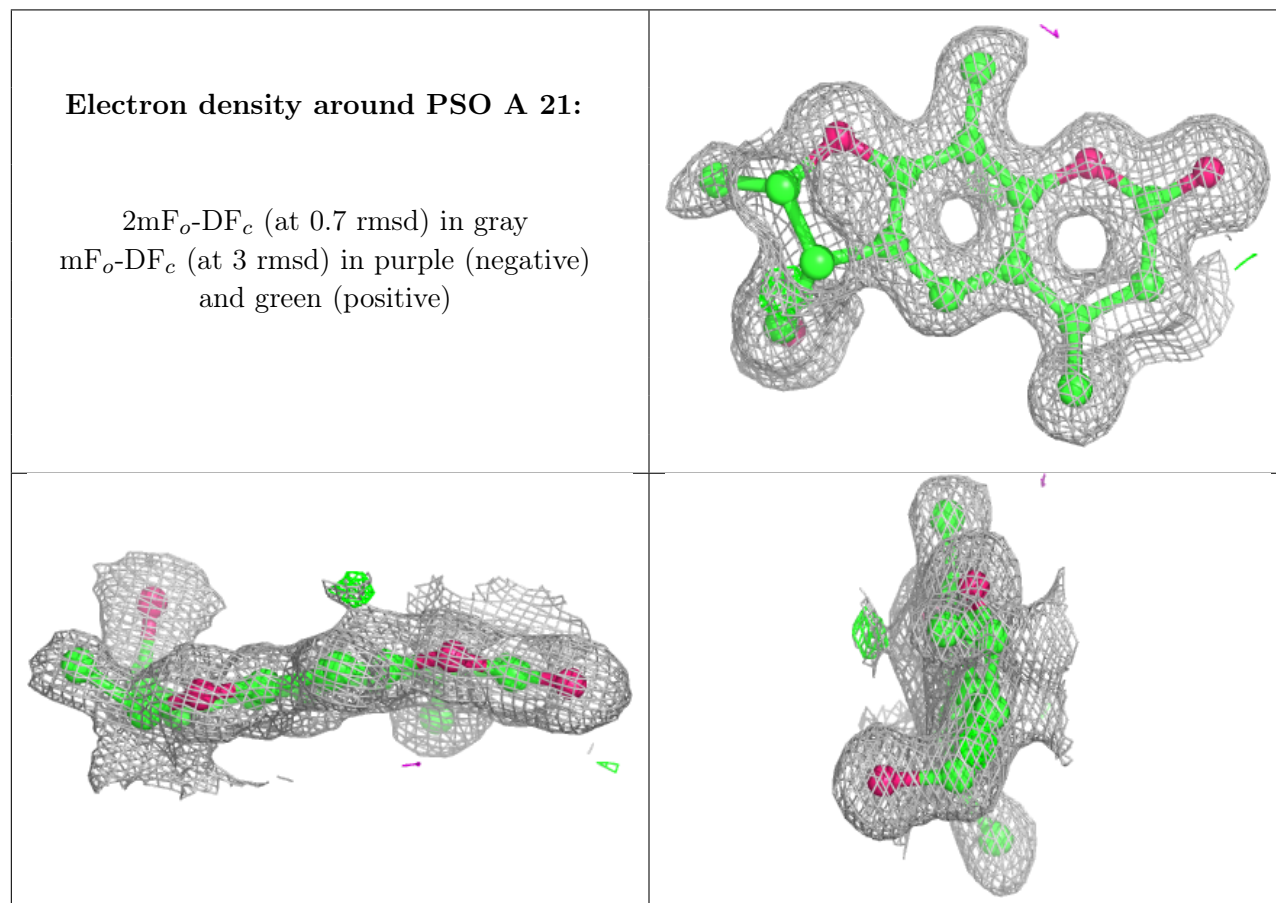 Electron density around PSO A 21:
2mFo-DFc (at 0.7 rmsd) in gray
mFo-DFc (at 3 rmsd) in purple (negative)
and green (positive)